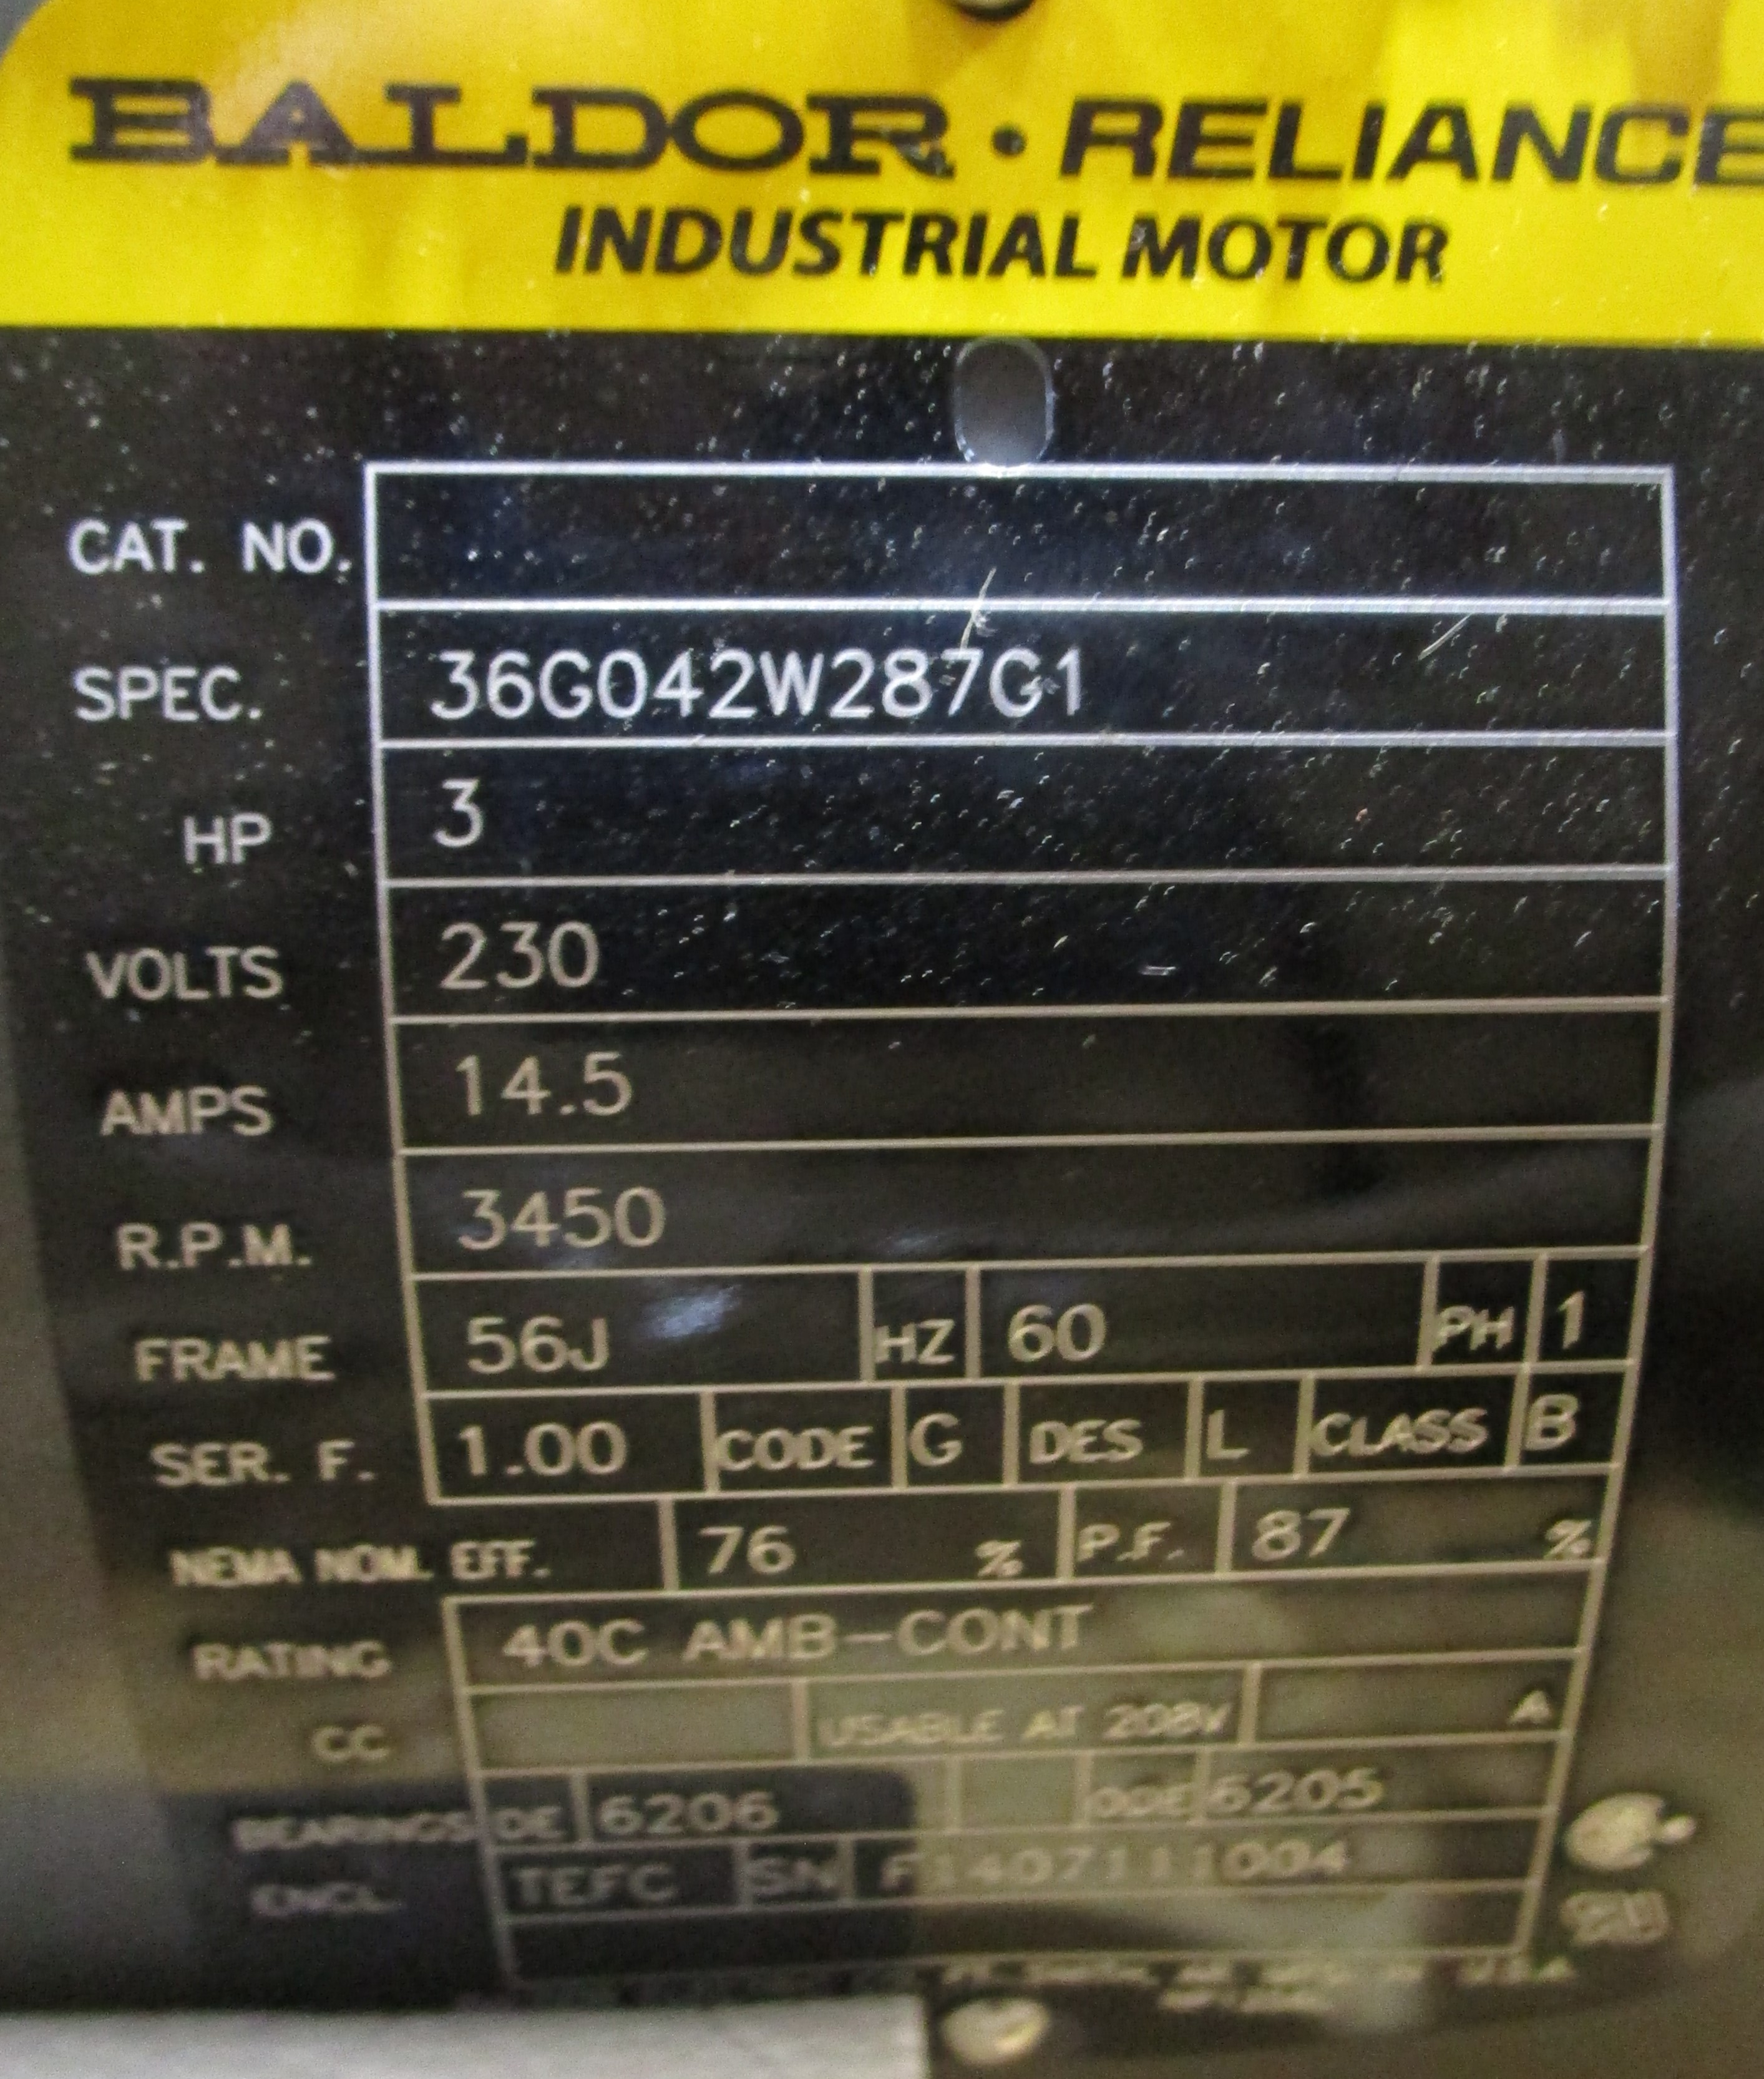 BALDOR • RELIANCE
INDUSTRIAL MOTOR
CAT. NO.
SPEC. 36G042W287G1
HP 3
VOLTS 230
AMPS 14.5
R.P.M. 3450
FRAME 56J HZ 60 PH 1
SER. F. 1.00 CODE G DES L CLASS B
NEMA NOM. EFF. 76 % P.F. 87 %
RATING 40C AMB-CONT
CC USABLE AT 208V A
BEARINGS DE 6206 ODE 6205
ENCL. TEFC SN F1407111004
U.S.A